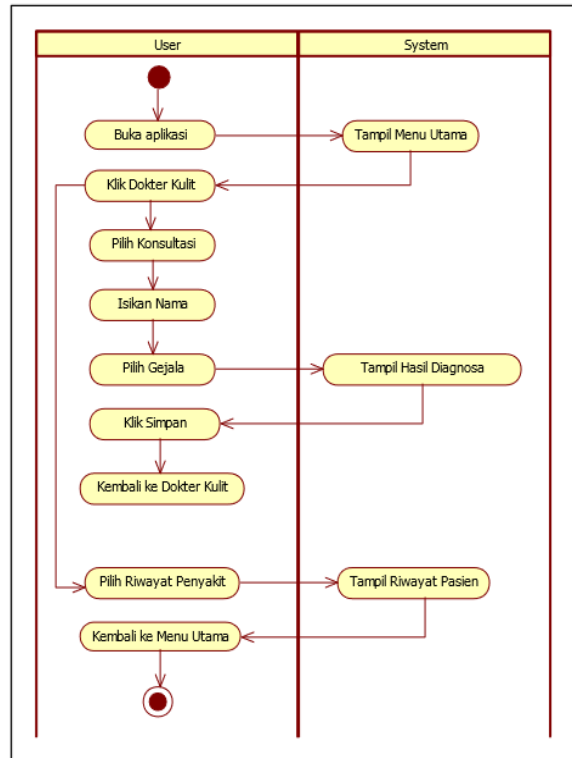 User
System
Buka aplikasi
Tampil Menu Utama
Klik Dokter Kulit
Pilih Konsultasi
Isikan Nama
Pilih Gejala
Tampil Hasil Diagnosa
Klik Simpan
Kembali ke Dokter Kulit
Pilih Riwayat Penyakit
Tampil Riwayat Pasien
Kembali ke Menu Utama